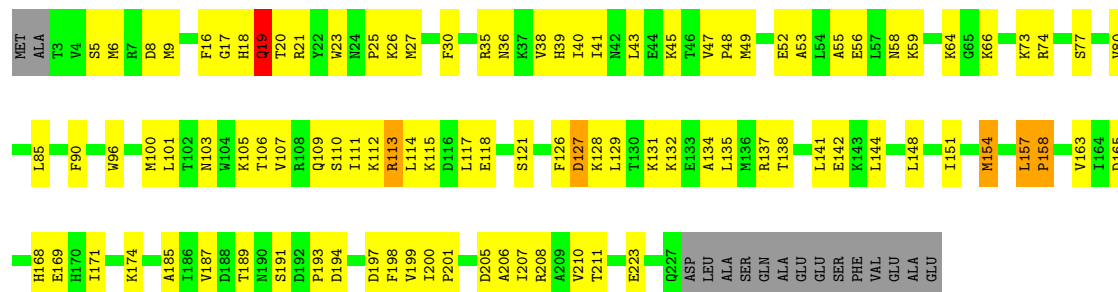 MET ALA T3 V4 S5 M6 R7 D8 M9 F16 G17 H18 Q19 T20 R21 Y22 W23 N24 P25 K26 M27 F30 R35 N36 K37 V38 H39 I40 I41 N42 L43 E44 K45 T46 V47 P48 M49 E52 A53 L54 A55 E56 L57 N58 K59 K64 G65 K66 K73 R74 S77
L85 F90 W96 M100 L101 T102 N103 W104 K105 T106 V107 R108 Q109 S110 I111 K112 R113 L114 K115 D116 L117 E118 S121 F126 D127 K128 L129 T130 K131 K132 E133 A134 L135 M136 R137 T138 L141 E142 K143 L144 L148 I151 M154 L157 P158 V163 I164 D165
H168 E169 H170 I171 K174 A185 I186 V187 D188 T189 N190 S191 D192 P193 D194 D197 F198 V199 I200 P201 D205 A206 I207 R208 A209 V210 T211 E223 Q227 ASP LEU ALA SER GLN ALA GLU GLU SER PHE VAL GLU ALA GLU